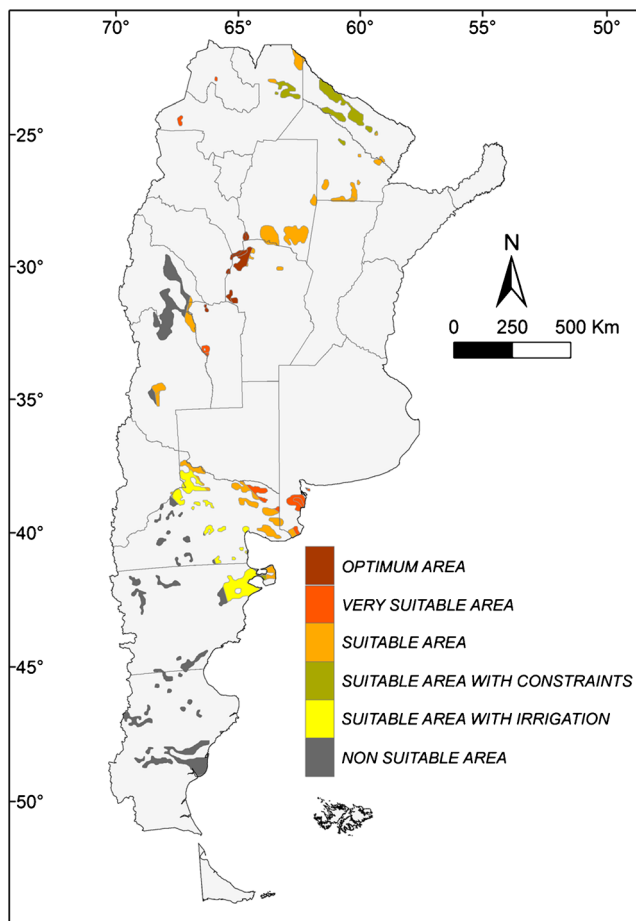 70° 65° 60° 55° 50°
25°
30°
35°
40°
45°
50°
N
0 250 500 Km
OPTIMUM AREA
VERY SUITABLE AREA
SUITABLE AREA
SUITABLE AREA WITH CONSTRAINTS
SUITABLE AREA WITH IRRIGATION
NON SUITABLE AREA